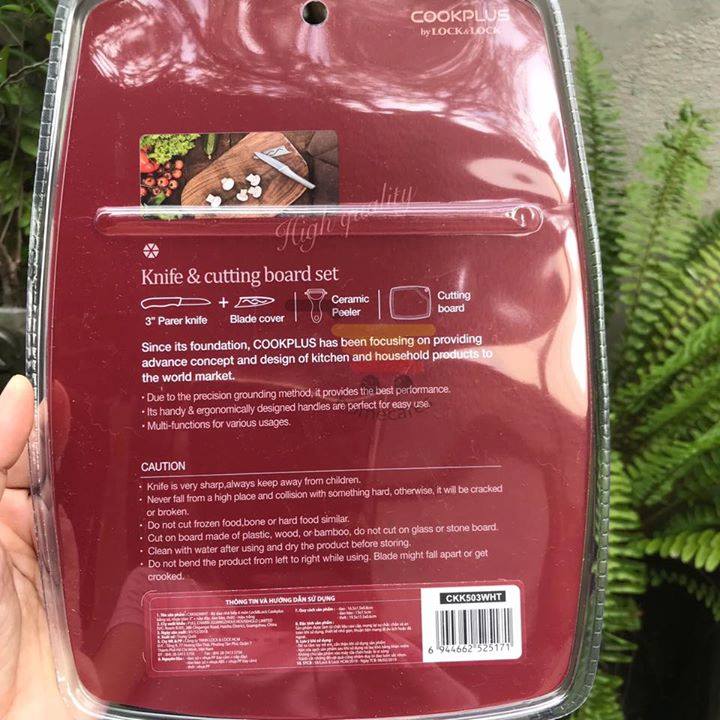 COOKPLUS
by LOCK&LOCK
High quality
Knife & cutting board set
3" Parer knife
+
Blade cover
Ceramic
Peeler
Cutting
board
Since its foundation, COOKPLUS has been focusing on providing
advance concept and design of kitchen and household products to
the world market.
· Due to the precision grounding method, it provides the best performance.
· Its handy & ergonomically designed handles are perfect for easy use.
· Multi-functions for various usages.
CAUTION
· Knife is very sharp,always keep away from children.
· Never fall from a high place and collision with something hard, otherwise, it will be cracked
or broken.
· Do not cut frozen food,bone or hard food similar.
· Cut on board made of plastic, wood, or bamboo, do not cut on glass or stone board.
· Clean with water after using and dry the product before storing.
· Do not bend the product from left to right while using. Blade might fall apart or get
crooked.
THÔNG TIN VÀ HƯỚNG DẪN SỬ DỤNG
CKK503WHT
6 944662 525171